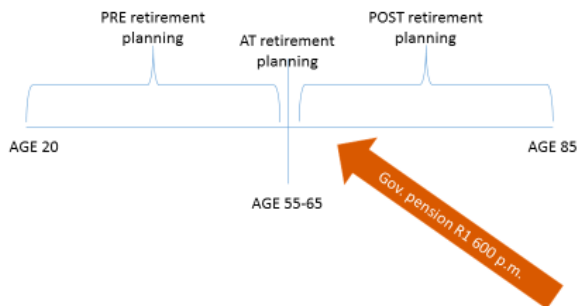 PRE retirement
planning
AT retirement
planning
POST retirement
planning
AGE 20
AGE 85
AGE 55-65
Gov. pension R1 600 p.m.